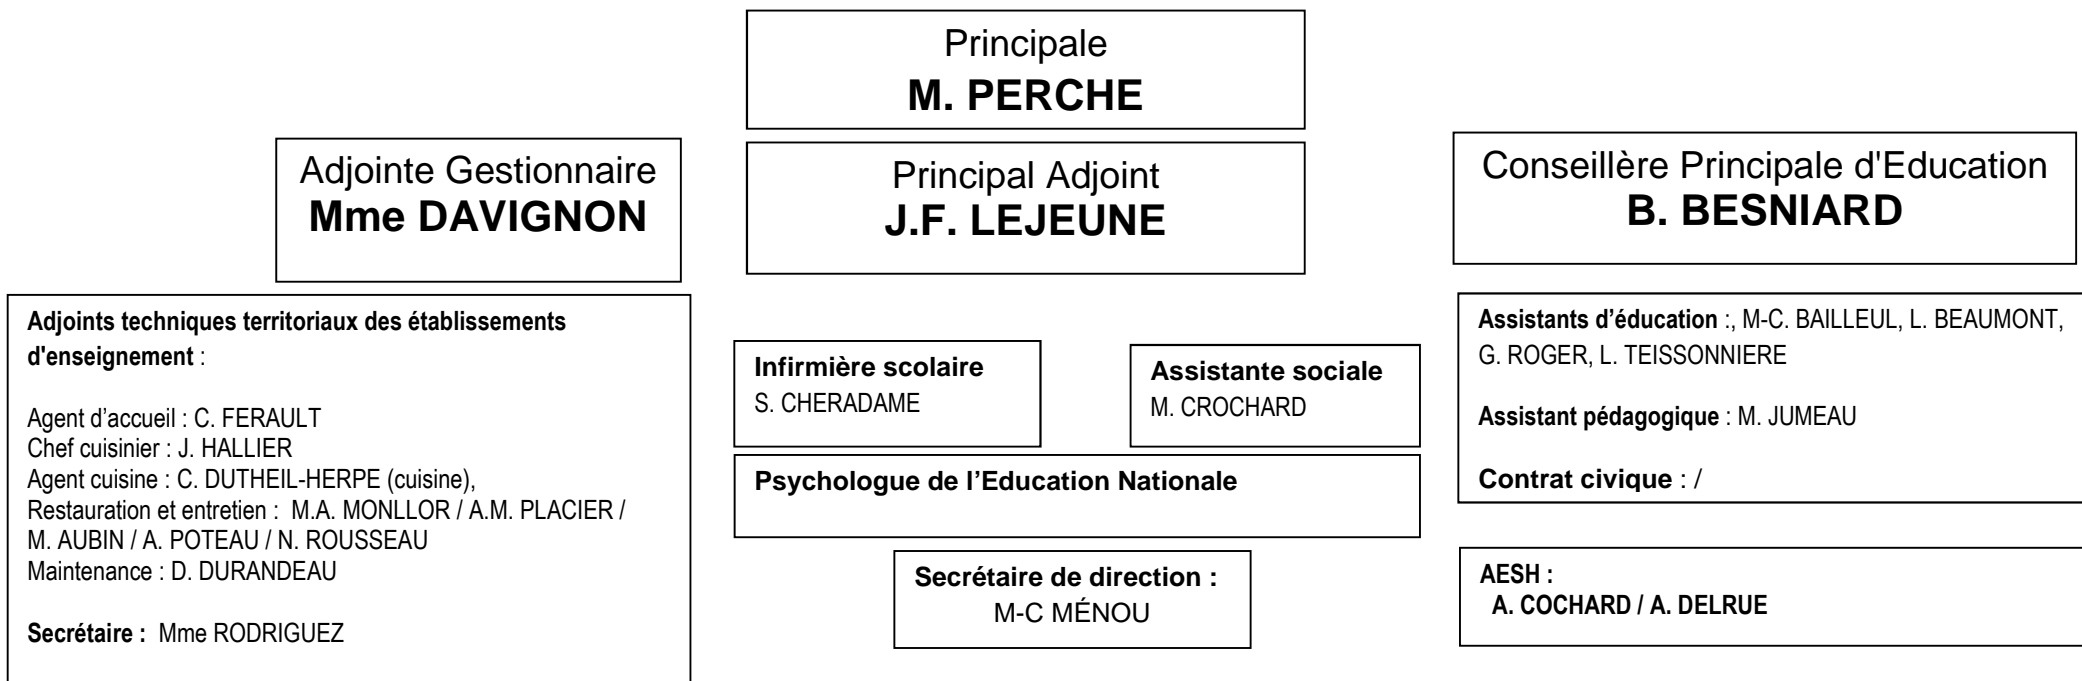 Principale
M. PERCHE
Adjointe Gestionnaire
Mme DAVIGNON
Principal Adjoint
J.F. LEJEUNE
Conseillère Principale d'Education
B. BESNIARD
Adjoints techniques territoriaux des établissements
d'enseignement :
Agent d’accueil : C. FERAULT
Chef cuisinier : J. HALLIER
Agent cuisine : C. DUTHEIL-HERPE (cuisine),
Restauration et entretien : M.A. MONLLOR / A.M. PLACIER /
M. AUBIN / A. POTEAU / N. ROUSSEAU
Maintenance : D. DURANDEAU
Secrétaire : Mme RODRIGUEZ
Infirmière scolaire
S. CHERADAME
Assistante sociale
M. CROCHARD
Psychologue de l’Education Nationale
Secrétaire de direction :
M-C MÉNOU
Assistants d’éducation :, M-C. BAILLEUL, L. BEAUMONT,
G. ROGER, L. TEISSONNIERE
Assistant pédagogique : M. JUMEAU
Contrat civique : /
AESH :
A. COCHARD / A. DELRUE